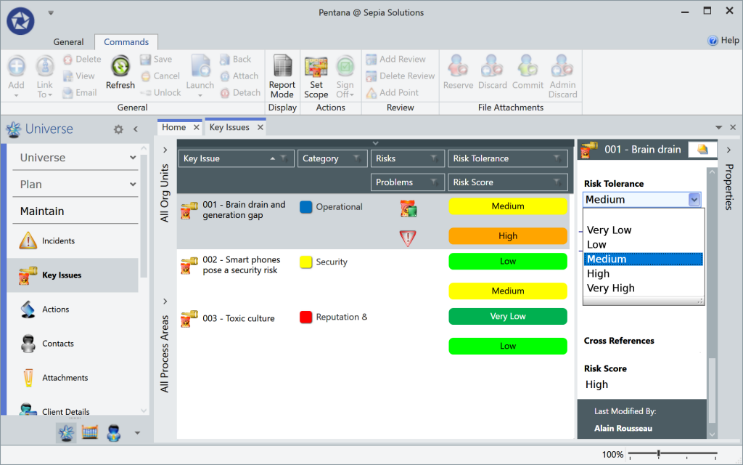 Pentana @ Sepia Solutions
General Commands
Help
Add
Link To
Delete
View
Email
Refresh
Save
Cancel
Unlock
Launch
Back
Attach
Detach
General
Report Mode
Display
Set Scope
Sign Off
Actions
Add Review
Delete Review
Add Point
Review
Reserve
Discard
Commit
Admin Discard
File Attachments
Universe
Home
Key Issues
Universe
Plan
Maintain
Incidents
Key Issues
Actions
Contacts
Attachments
Client Details
All Org Units
All Process Areas
Key Issue Category Risks Risk Tolerance
Problems Risk Score
001 - Brain drain and
generation gap
Operational
Medium
High
002 - Smart phones
pose a security risk
Security
Low
Medium
003 - Toxic culture
Reputation &
Very Low
Low
001 - Brain drain
Risk Tolerance
Medium
Very Low
Low
Medium
High
Very High
Cross References
Risk Score
High
Last Modified By:
Alain Rousseau
Properties
100%